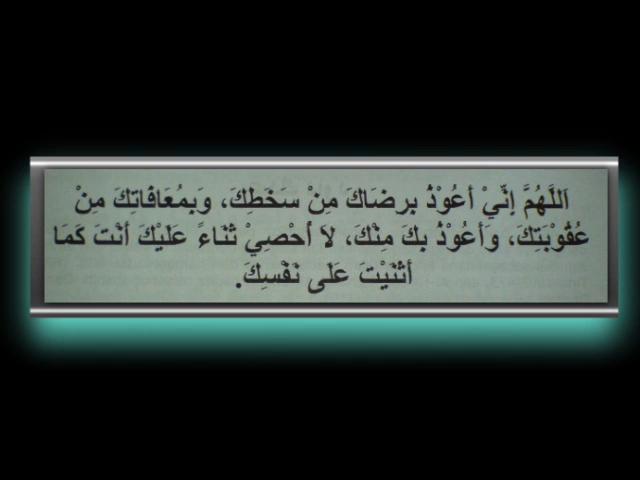 اَللَّهُمَّ إِنِّيْ أَعُوْذُ بِرِضَاكَ مِنْ سَخَطِكَ، وَبِمُعَافَاتِكَ مِنْ
عُقُوْبَتِكَ، وَأَعُوْذُ بِكَ مِنْكَ، لاَ أُحْصِيْ ثَنَاءً عَلَيْكَ أَنْتَ كَمَا
أَثْنَيْتَ عَلَى نَفْسِكَ.